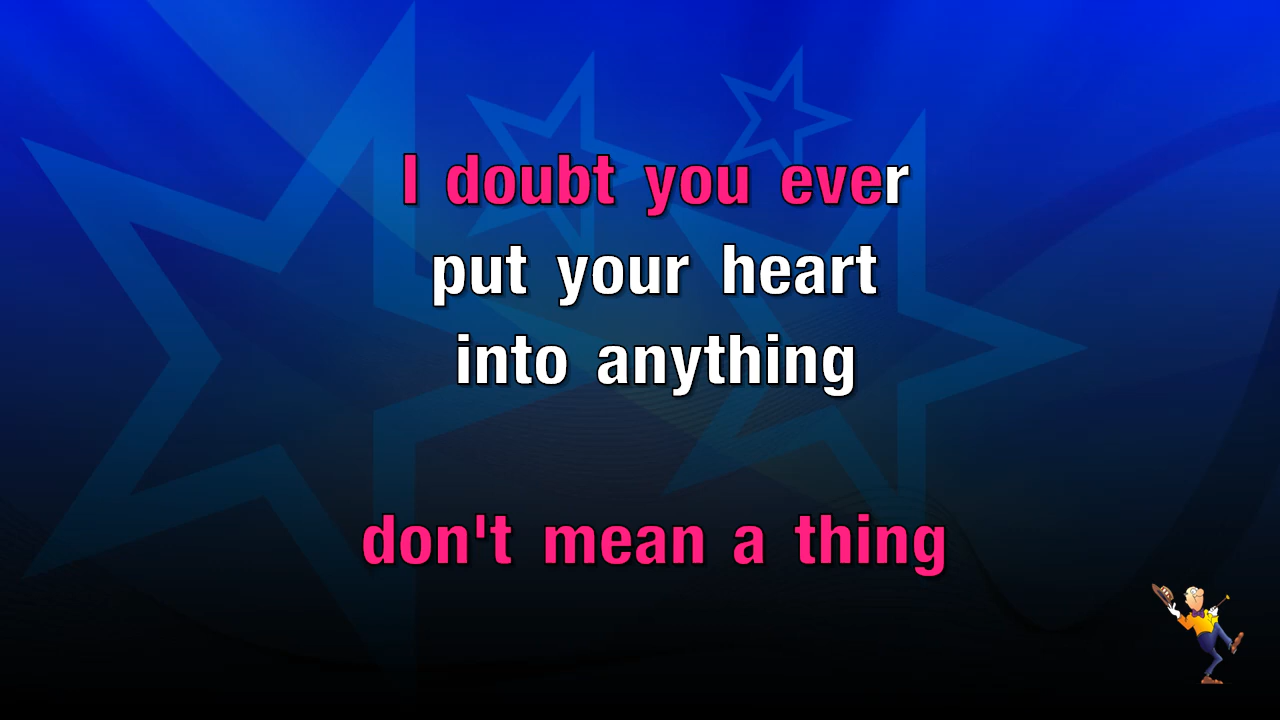 I doubt you ever
put your heart
into anything
don't mean a thing